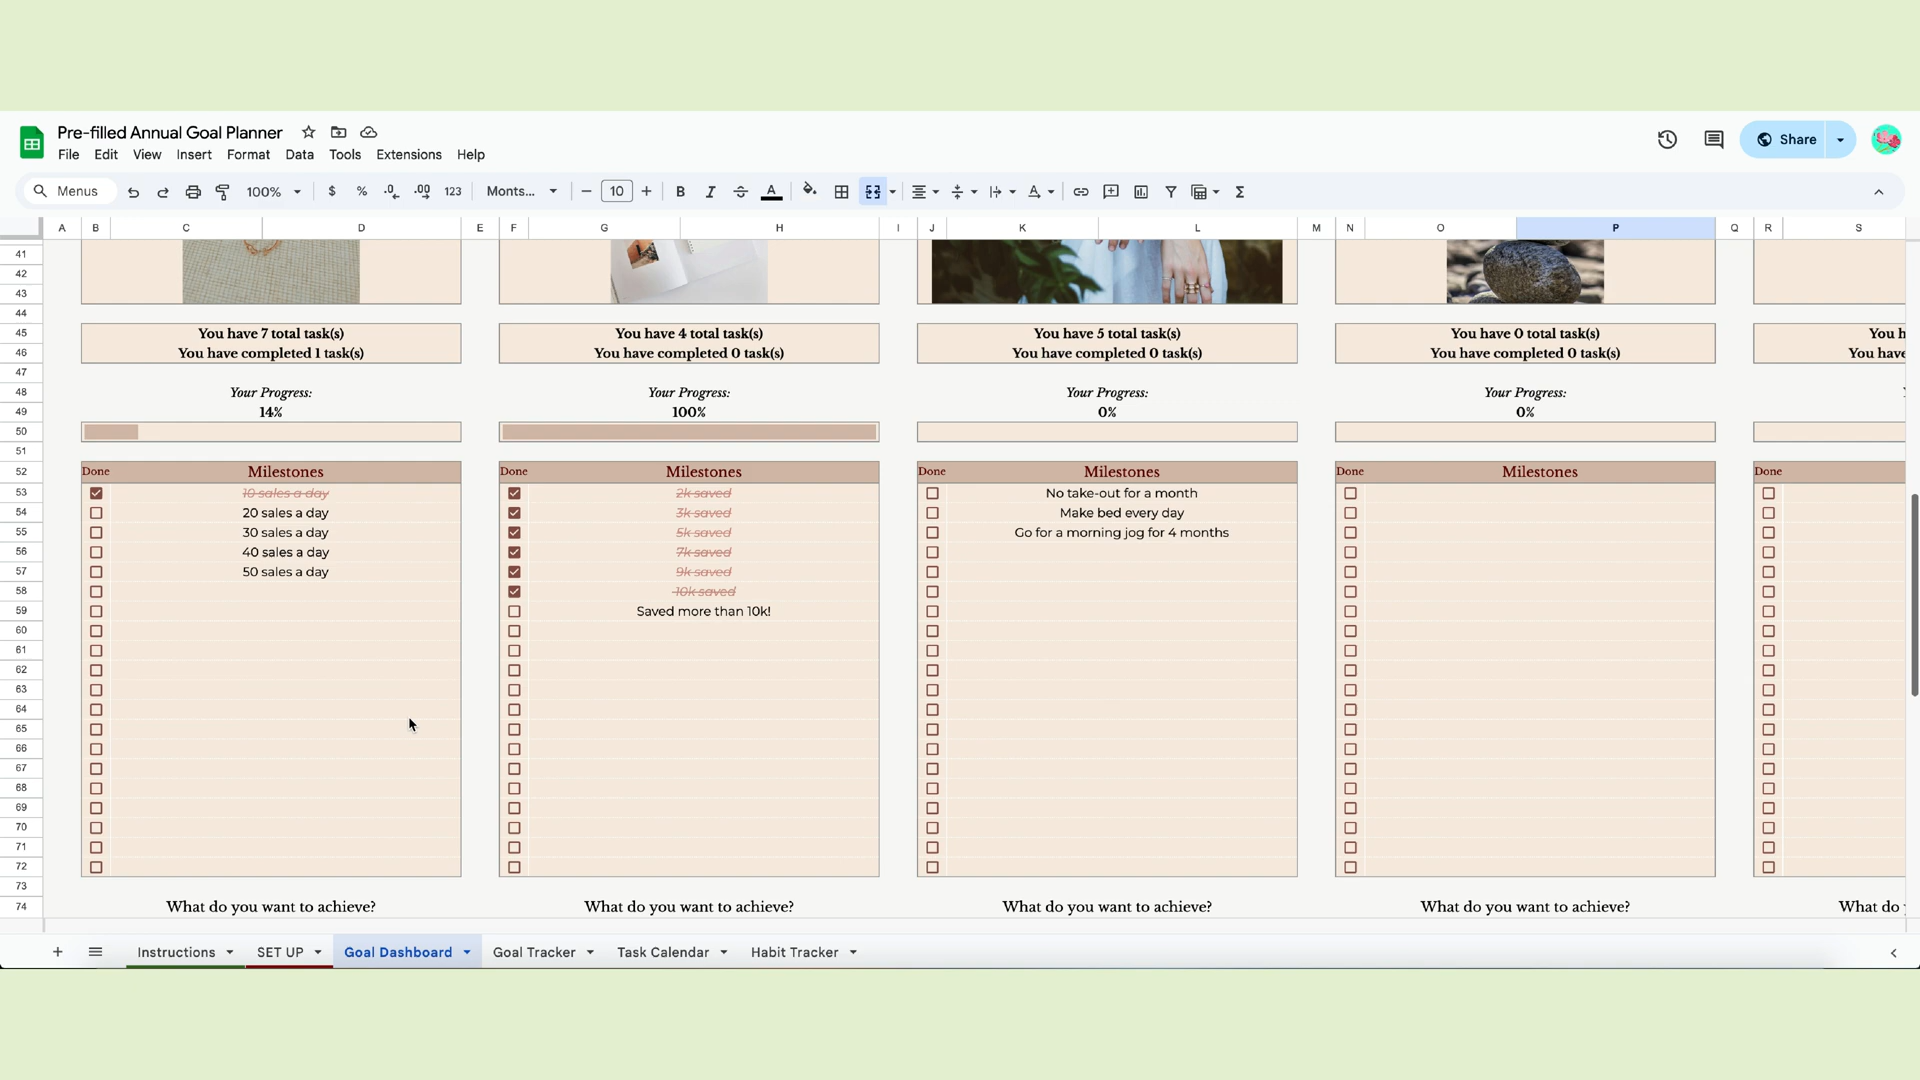 Pre-filled Annual Goal Planner
File Edit View Insert Format Data Tools Extensions Help
Share
Menus 100% $ % .0 .00 123 Monts... 10 B I A
A B C D E F G H I J K L M N O P Q R S
41
42
43
44
45 You have 7 total task(s) You have 4 total task(s) You have 5 total task(s) You have 0 total task(s) You h
46 You have completed 1 task(s) You have completed 0 task(s) You have completed 0 task(s) You have completed 0 task(s) You have
47
48 Your Progress: Your Progress: Your Progress: Your Progress:
49 14% 100% 0% 0%
50
51
52 Done Milestones Done Milestones Done Milestones Done Milestones Done
53 10 sales a day 2k saved No take-out for a month
54 20 sales a day 3k saved Make bed every day
55 30 sales a day 5k saved Go for a morning jog for 4 months
56 40 sales a day 7k saved
57 50 sales a day 9k saved
58 10k saved
59 Saved more than 10k!
60
61
62
63
64
65
66
67
68
69
70
71
72
73
74 What do you want to achieve? What do you want to achieve? What do you want to achieve? What do you want to achieve? What do
Instructions SET UP Goal Dashboard Goal Tracker Task Calendar Habit Tracker